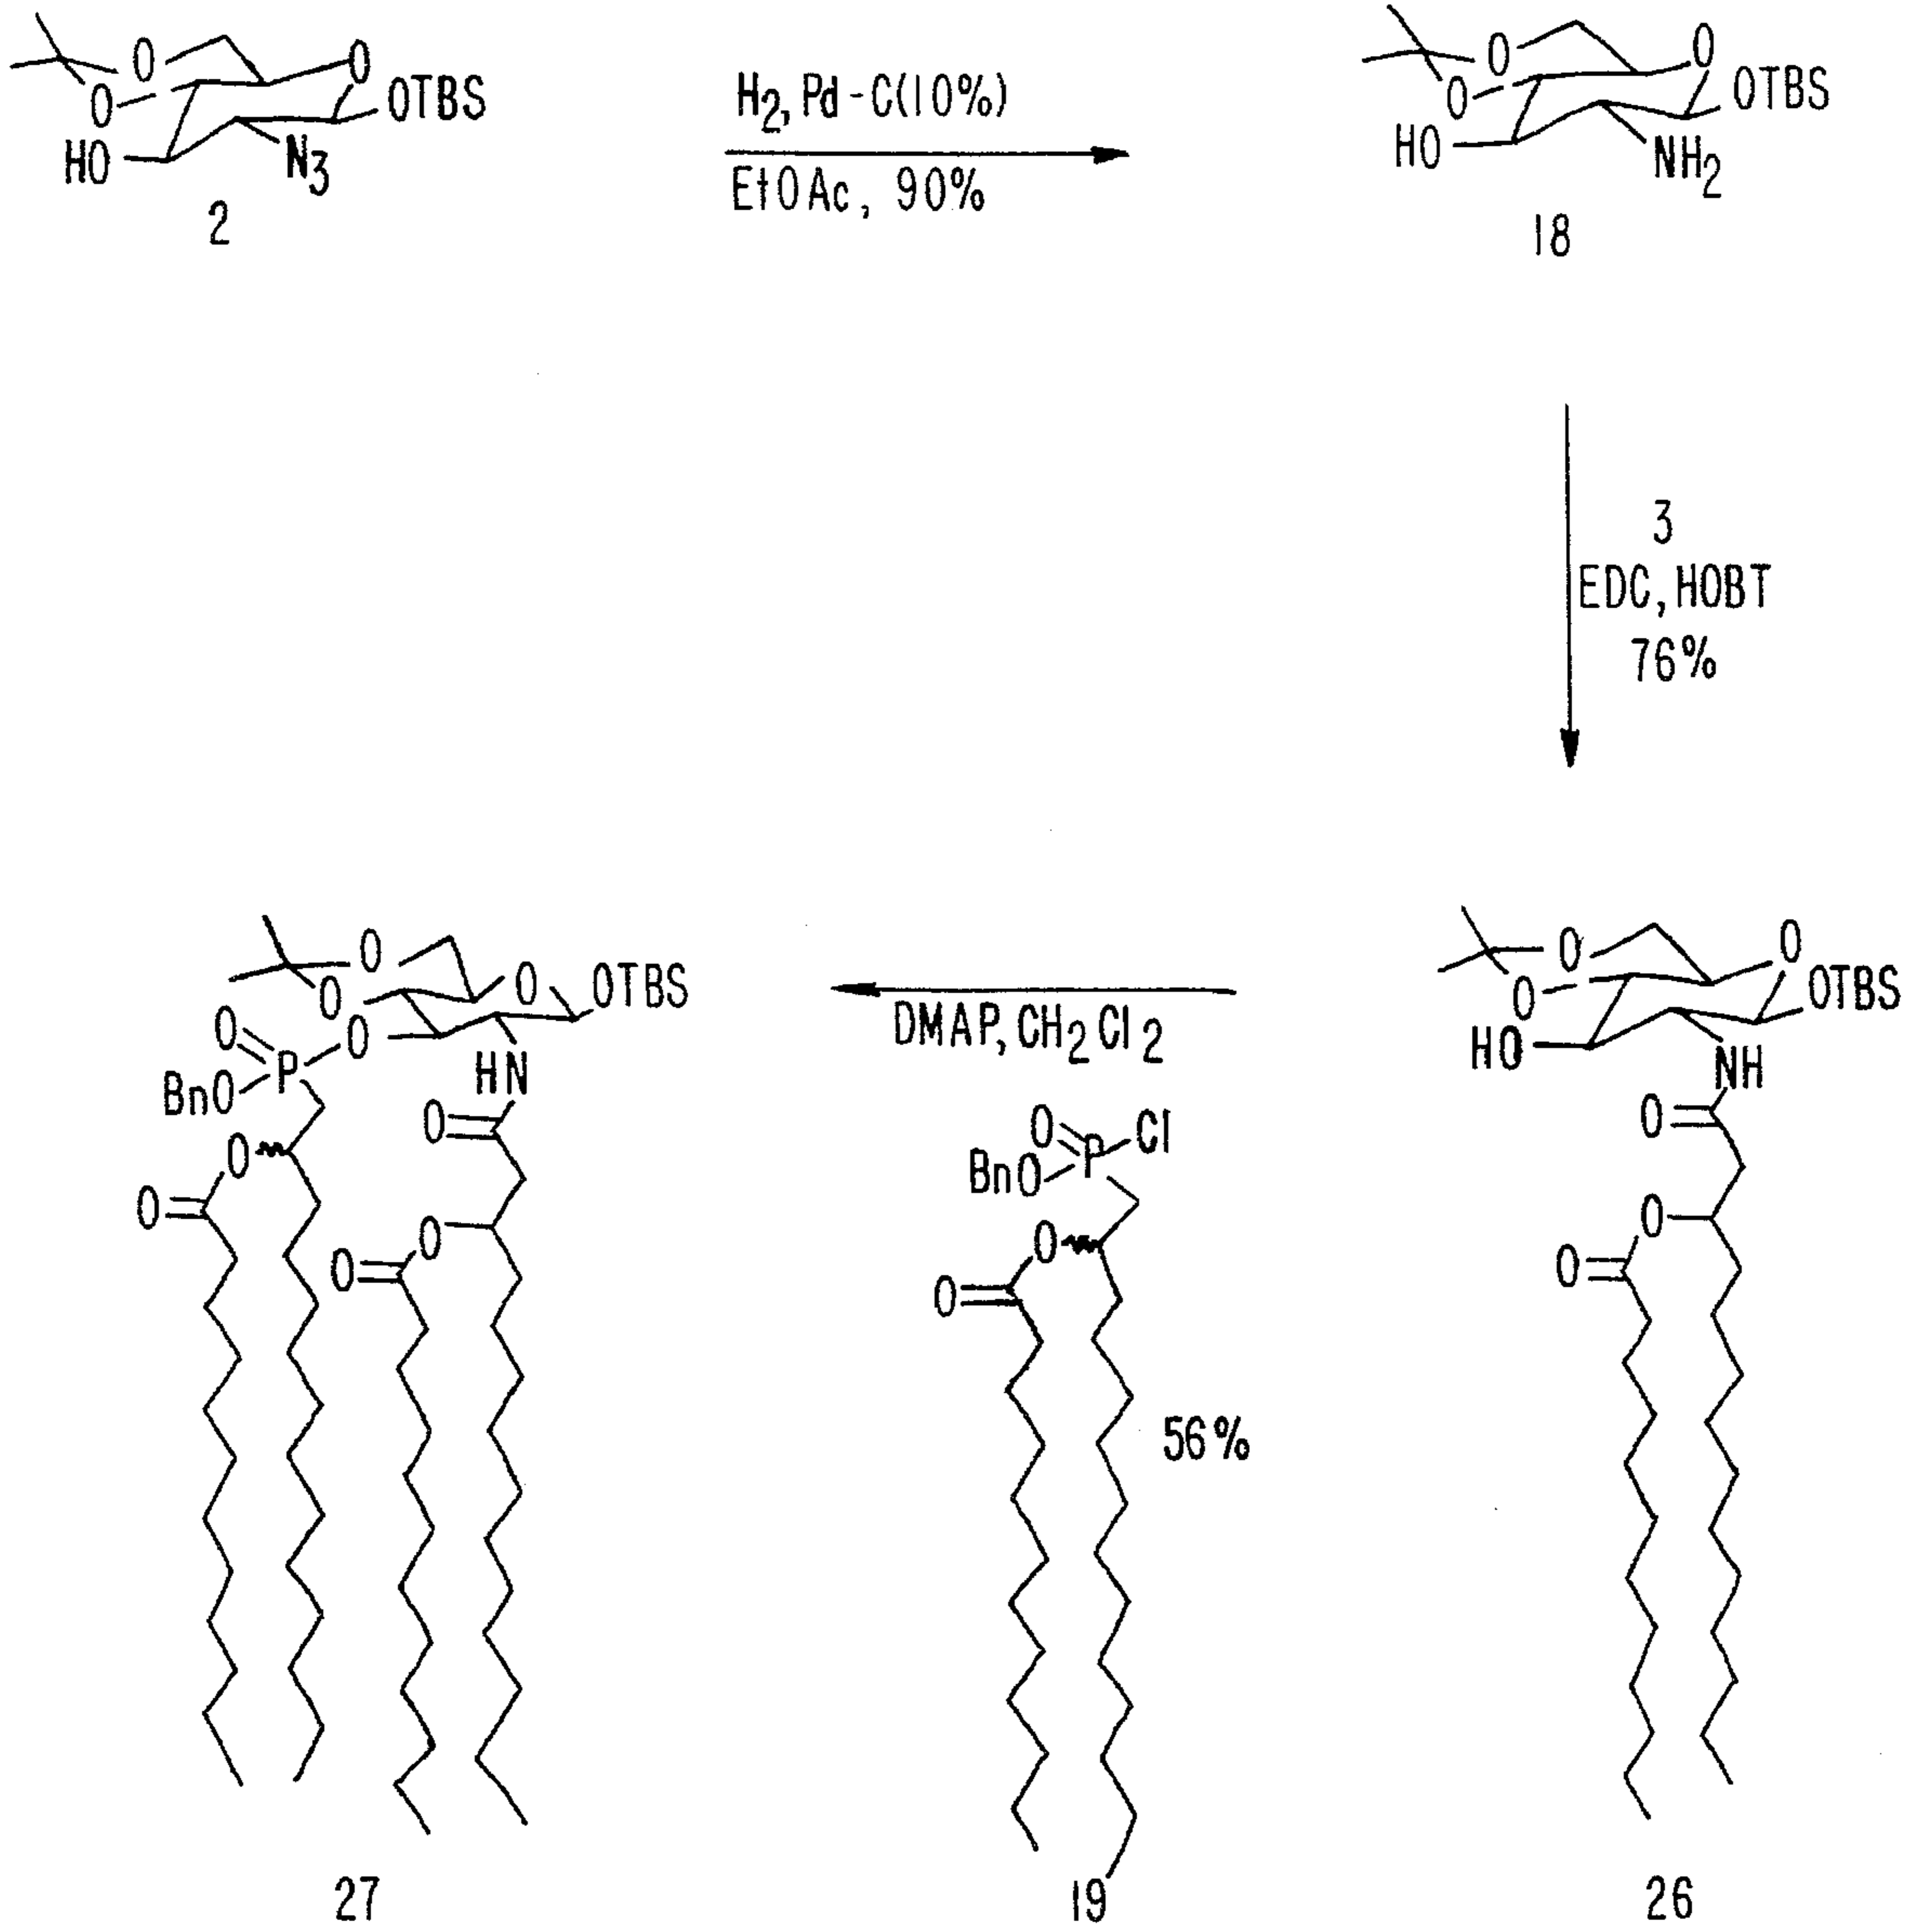 O O OTBS
O
HO N3
2
H2, Pd-C(10%)
EtOAc, 90%
O O OTBS
O
HO NH2
18
3
EDC, HOBT
76%
O O OTBS
O
O O
P
BnO HN
O
O
O O
O
27
DMAP, CH2Cl2
O Cl
P
BnO
O
O
56%
19
O O
OTBS
O
HO NH
O
O
O
26